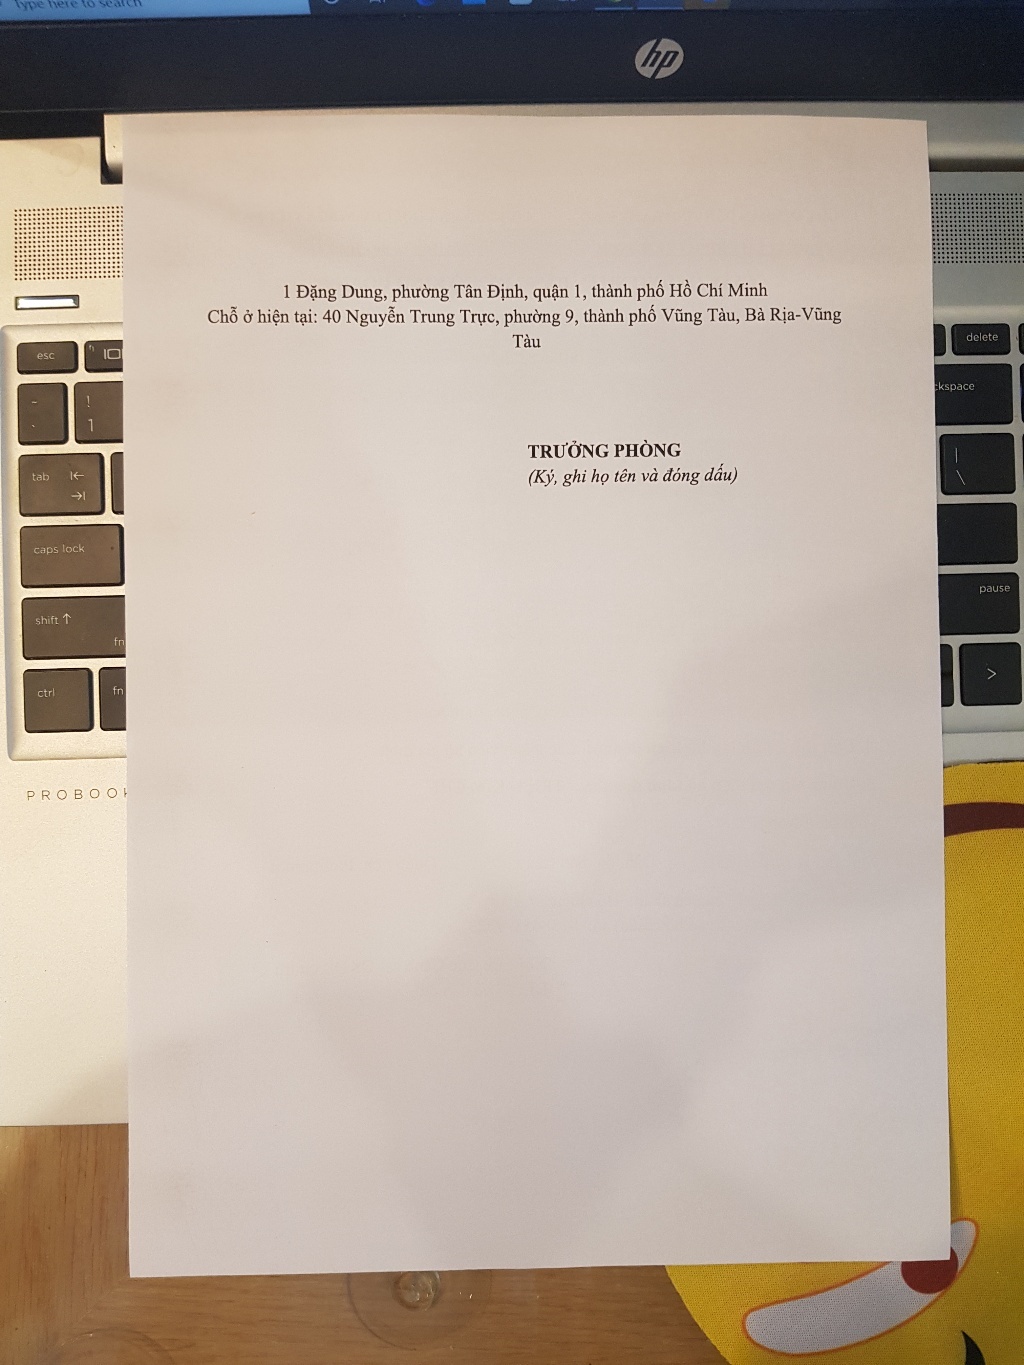 Type here to search
hp
1 Đặng Dung, phường Tân Định, quận 1, thành phố Hồ Chí Minh
Chỗ ở hiện tại: 40 Nguyễn Trung Trực, phường 9, thành phố Vũng Tàu, Bà Rịa-Vũng
Tàu
TRƯỞNG PHÒNG
(Ký, ghi họ tên và đóng dấu)
esc
! 1
tab
caps lock
shift
fn
ctrl
fn
PROBOOK
delete
ckspace
| \
pause
>